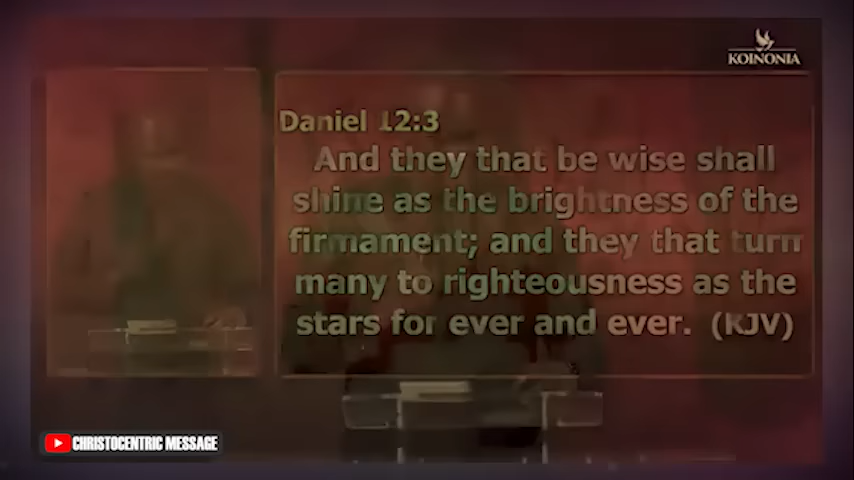 KOINONIA
Daniel 12:3
And they that be wise shall
shine as the brightness of the
firmament; and they that turn
many to righteousness as the
stars for ever and ever. (KJV)
CHRISTOCENTRIC MESSAGE